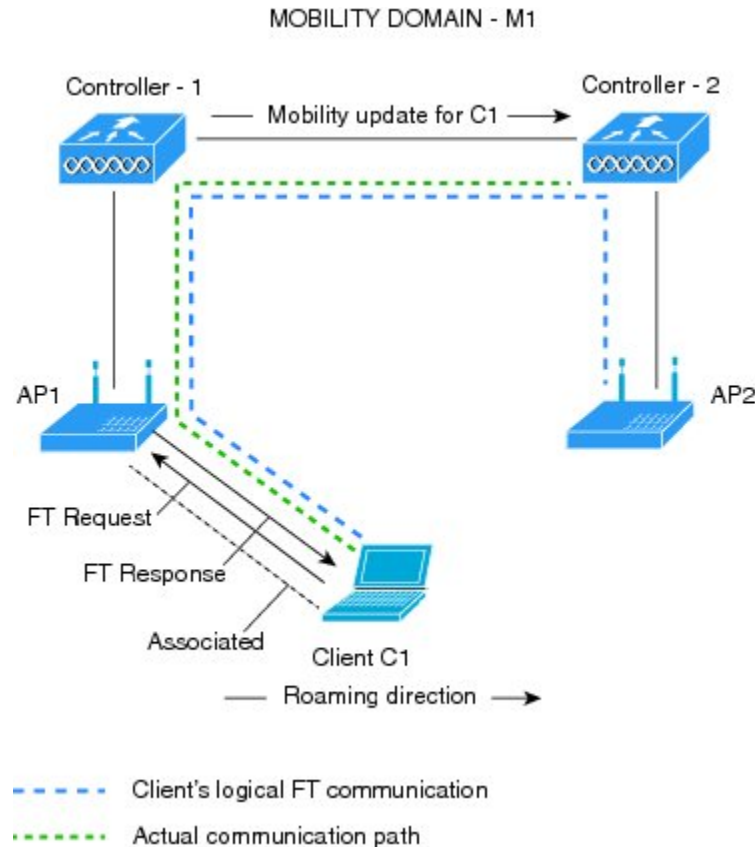 MOBILITY DOMAIN - M1
Controller - 1
Controller - 2
Mobility update for C1
AP1
AP2
FT Request
FT Response
Associated
Client C1
Roaming direction
Client's logical FT communication
Actual communication path